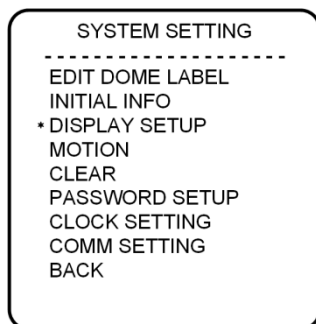 SYSTEM SETTING
- - - - - - - - - - - - - - - - - - - - - -
EDIT DOME LABEL
INITIAL INFO
* DISPLAY SETUP
MOTION
CLEAR
PASSWORD SETUP
CLOCK SETTING
COMM SETTING
BACK